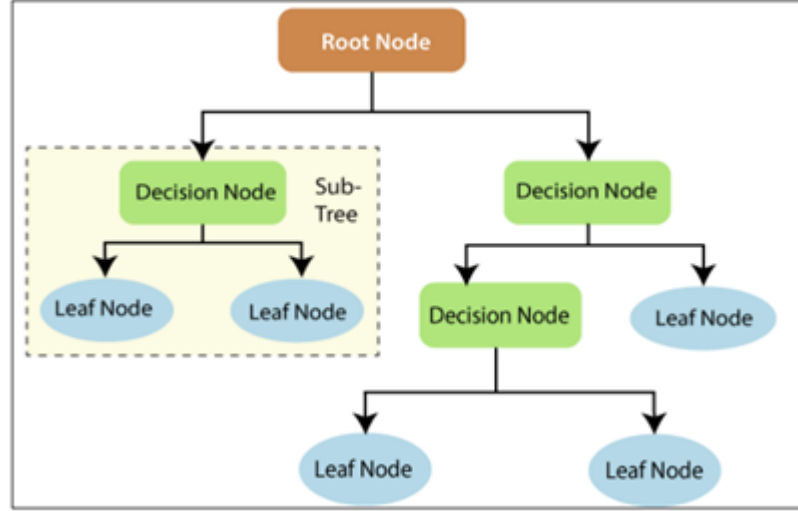 Root Node
Decision Node
Sub-
Tree
Decision Node
Leaf Node
Leaf Node
Decision Node
Leaf Node
Leaf Node
Leaf Node